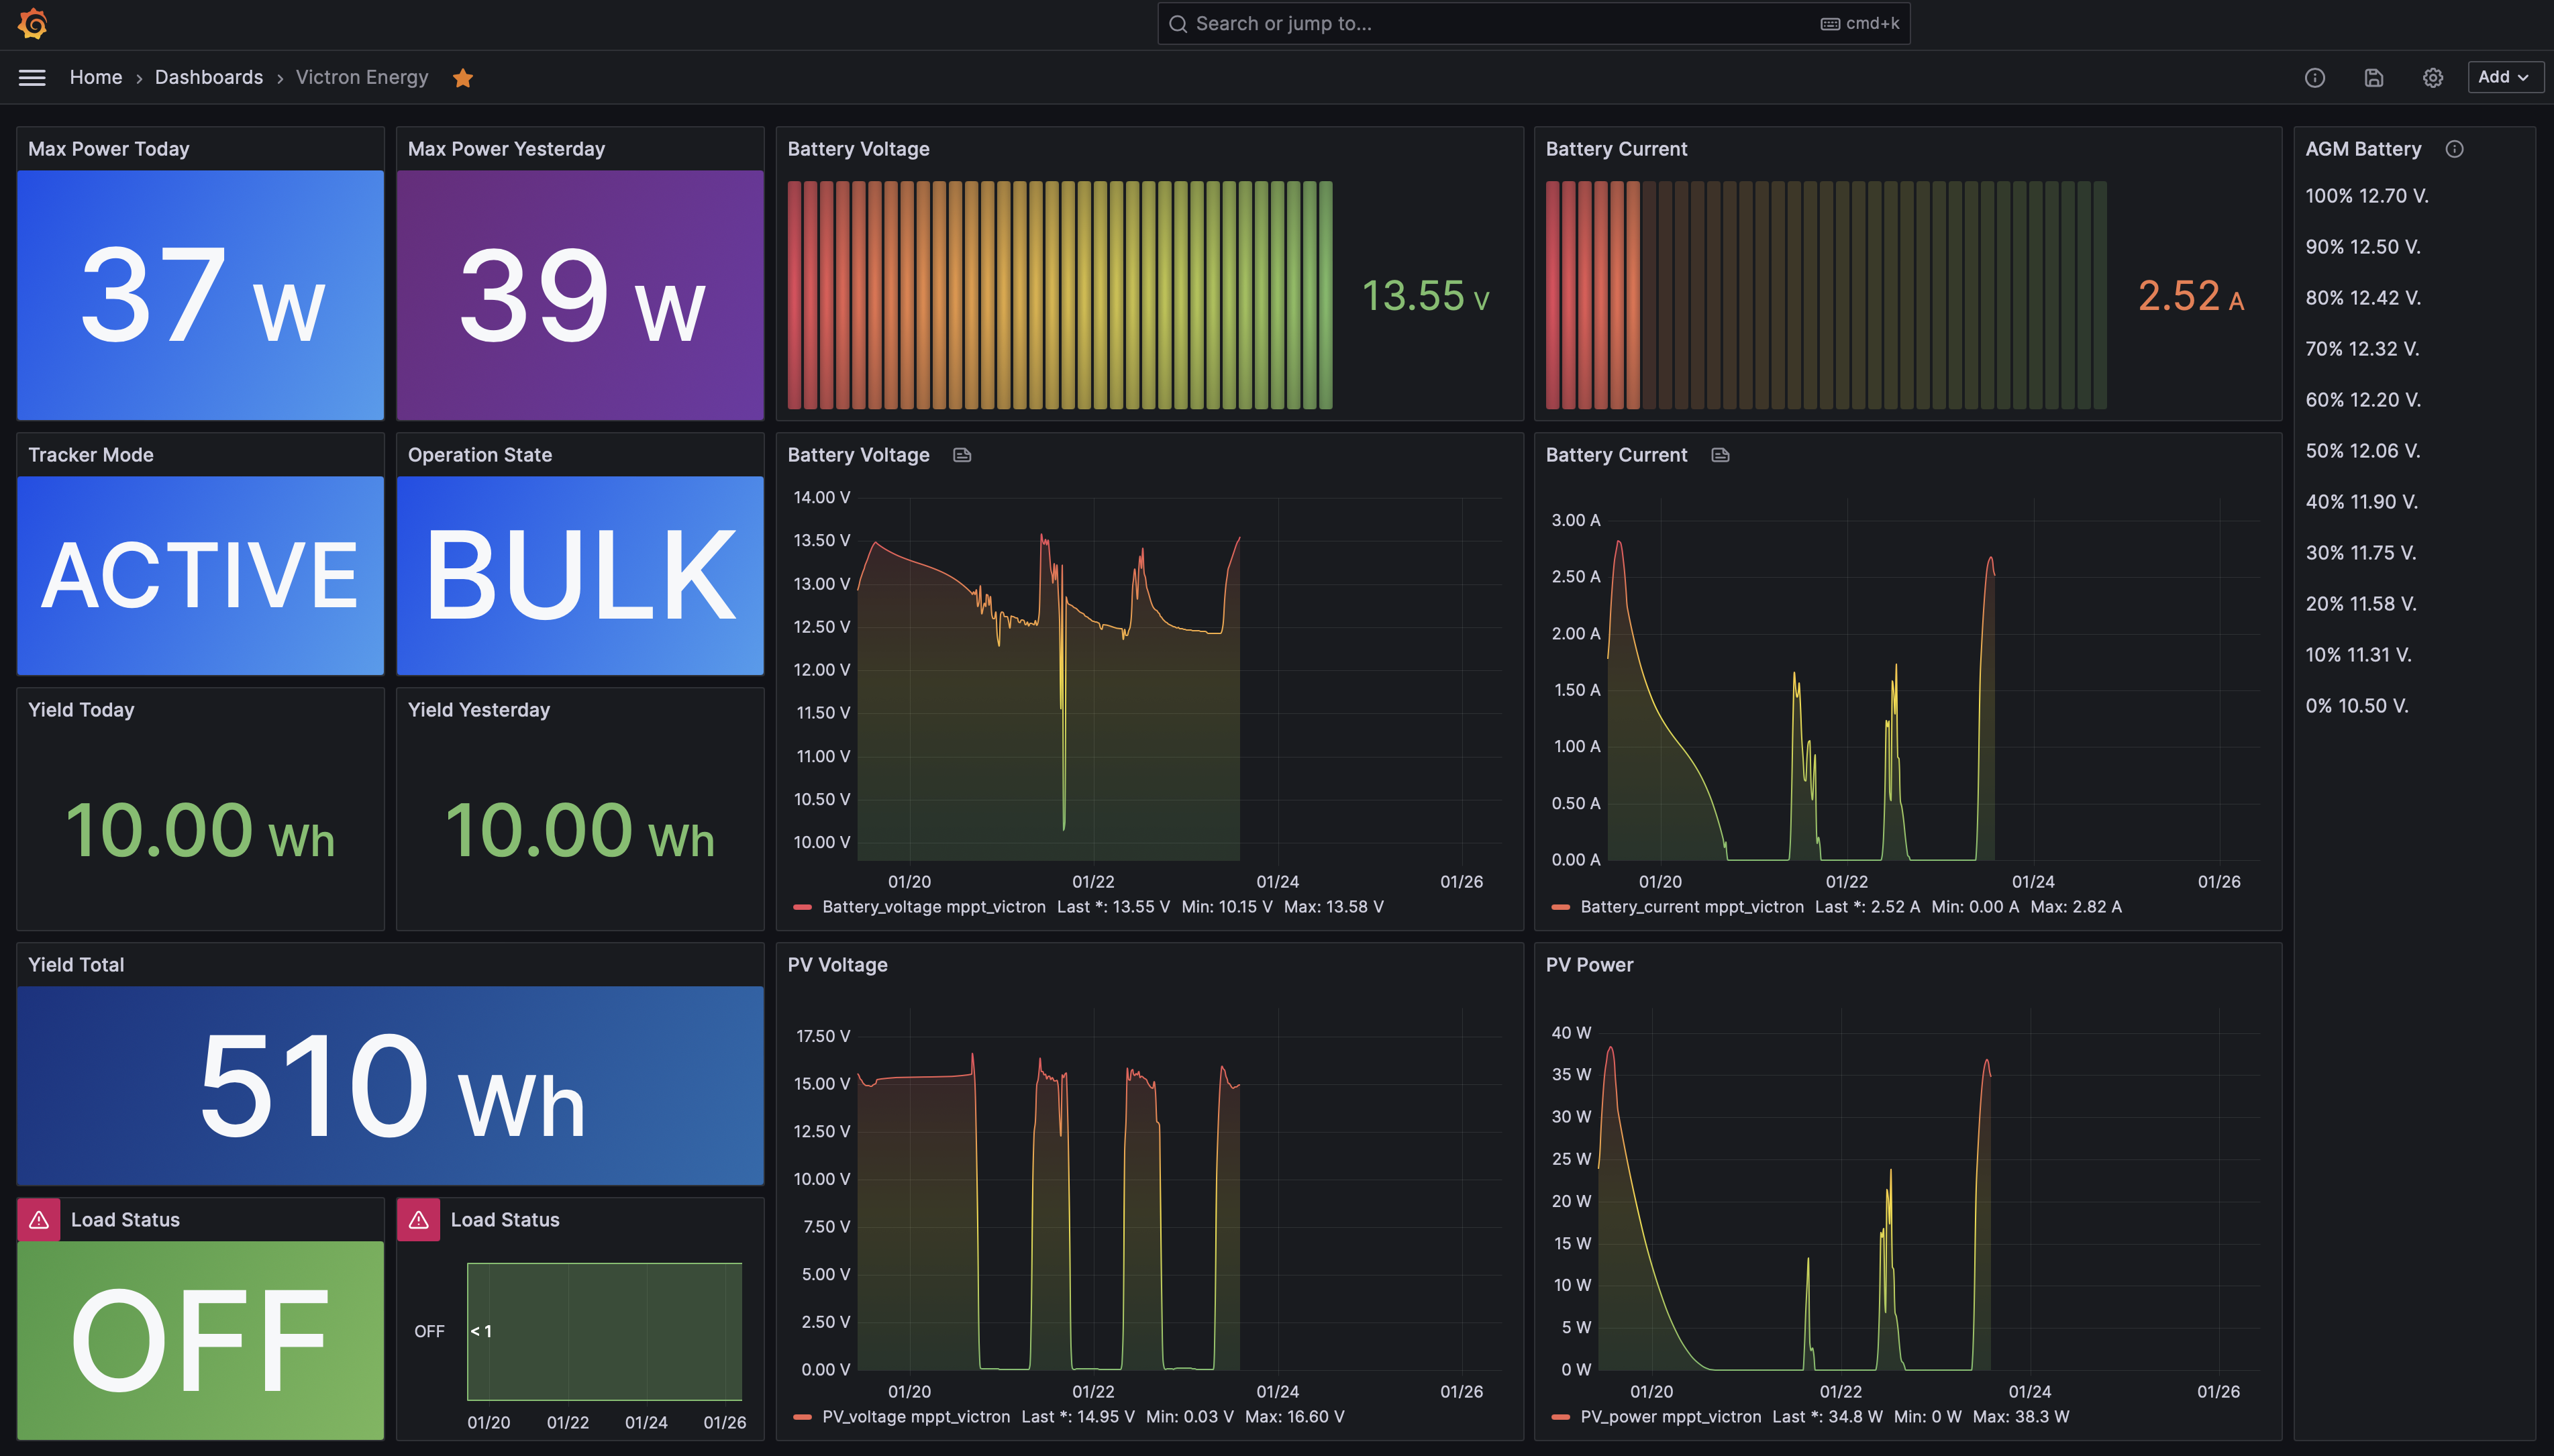 Search or jump to...
cmd+k
Home › Dashboards › Victron Energy
Add
Max Power Today
37 W
Max Power Yesterday
39 W
Battery Voltage
13.55 V
Battery Current
2.52 A
AGM Battery
100% 12.70 V.
90% 12.50 V.
80% 12.42 V.
70% 12.32 V.
60% 12.20 V.
50% 12.06 V.
40% 11.90 V.
30% 11.75 V.
20% 11.58 V.
10% 11.31 V.
0% 10.50 V.
Tracker Mode
ACTIVE
Operation State
BULK
Battery Voltage
14.00 V
13.50 V
13.00 V
12.50 V
12.00 V
11.50 V
11.00 V
10.50 V
10.00 V
01/20 01/22 01/24 01/26
Battery_voltage mppt_victron Last *: 13.55 V Min: 10.15 V Max: 13.58 V
Battery Current
3.00 A
2.50 A
2.00 A
1.50 A
1.00 A
0.50 A
0.00 A
01/20 01/22 01/24 01/26
Battery_current mppt_victron Last *: 2.52 A Min: 0.00 A Max: 2.82 A
Yield Today
10.00 Wh
Yield Yesterday
10.00 Wh
Yield Total
510 Wh
PV Voltage
17.50 V
15.00 V
12.50 V
10.00 V
7.50 V
5.00 V
2.50 V
0.00 V
01/20 01/22 01/24 01/26
PV_voltage mppt_victron Last *: 14.95 V Min: 0.03 V Max: 16.60 V
PV Power
40 W
35 W
30 W
25 W
20 W
15 W
10 W
5 W
0 W
01/20 01/22 01/24 01/26
PV_power mppt_victron Last *: 34.8 W Min: 0 W Max: 38.3 W
Load Status
OFF
Load Status
OFF
< 1
01/20 01/22 01/24 01/26